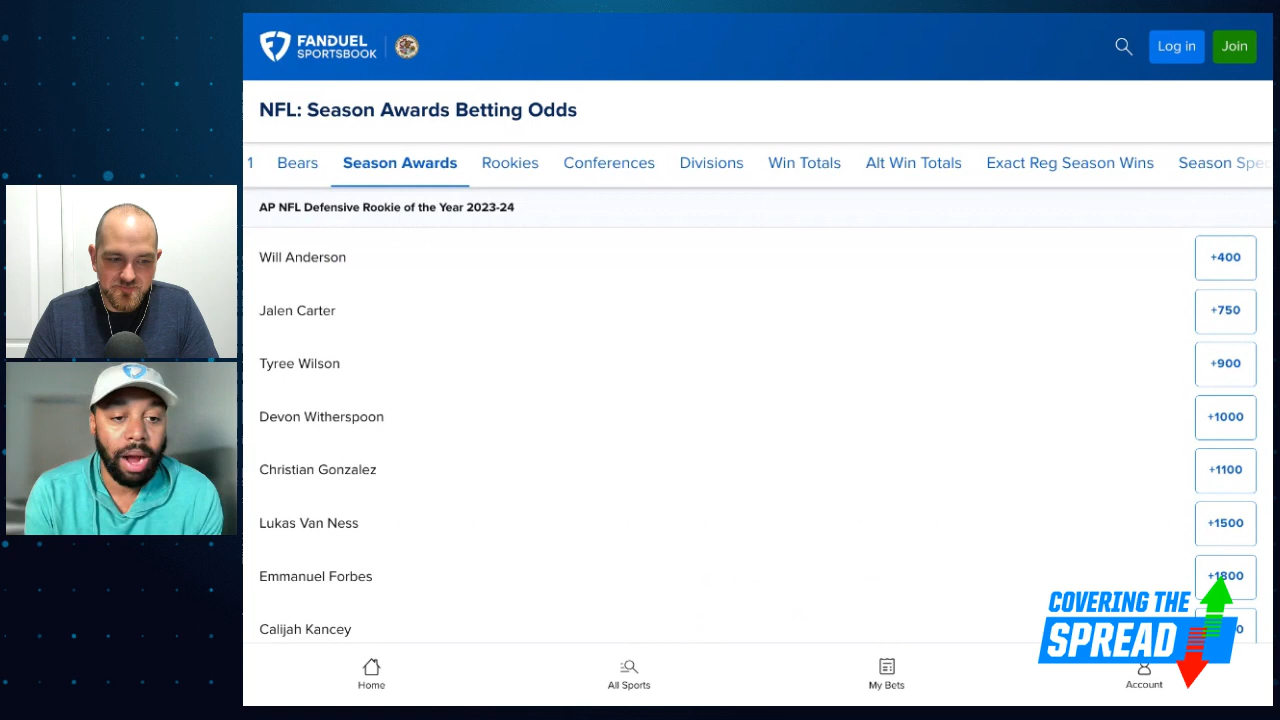 FANDUEL
SPORTSBOOK
Log in
Join
NFL: Season Awards Betting Odds
1 Bears Season Awards Rookies Conferences Divisions Win Totals Alt Win Totals Exact Reg Season Wins Season Spec
AP NFL Defensive Rookie of the Year 2023-24
Will Anderson +400
Jalen Carter +750
Tyree Wilson +900
Devon Witherspoon +1000
Christian Gonzalez +1100
Lukas Van Ness +1500
Emmanuel Forbes +1800
Calijah Kancey
COVERING THE
SPREAD
Home
All Sports
My Bets
Account